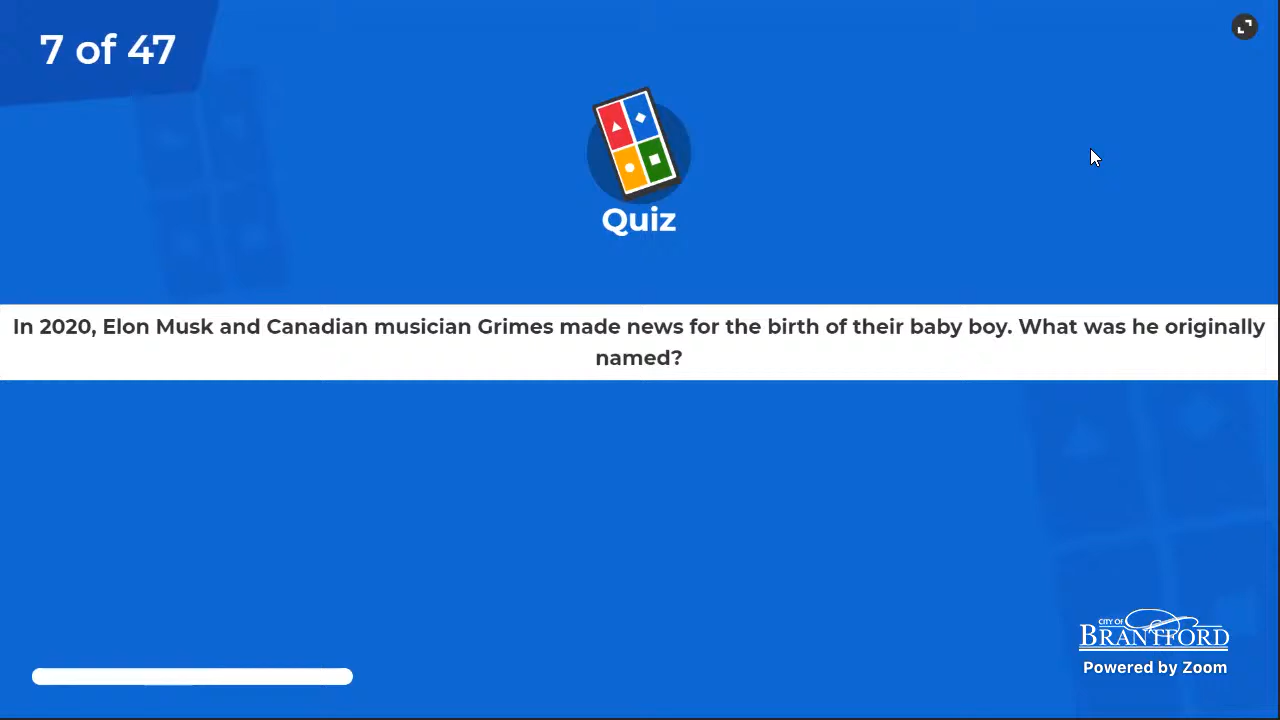 7 of 47
Quiz
In 2020, Elon Musk and Canadian musician Grimes made news for the birth of their baby boy. What was he originally
named?
CITY OF
BRANTFORD
Powered by Zoom